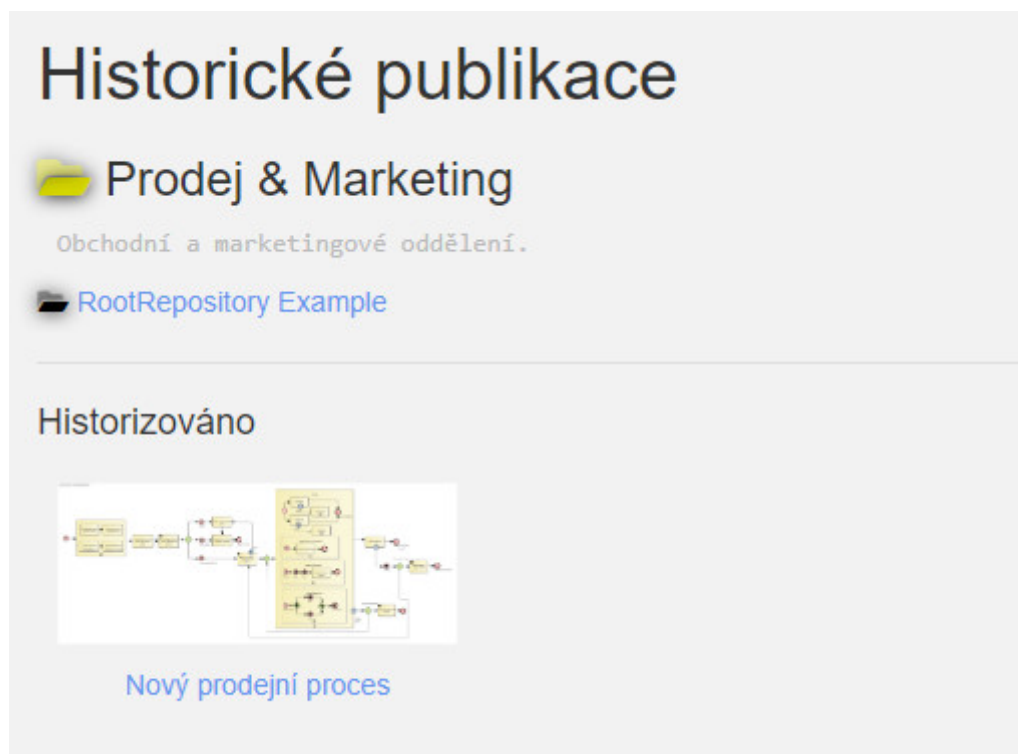 Historické publikace
Prodej & Marketing
Obchodní a marketingové oddělení.
RootRepository Example
Historizováno
Nový prodejní proces